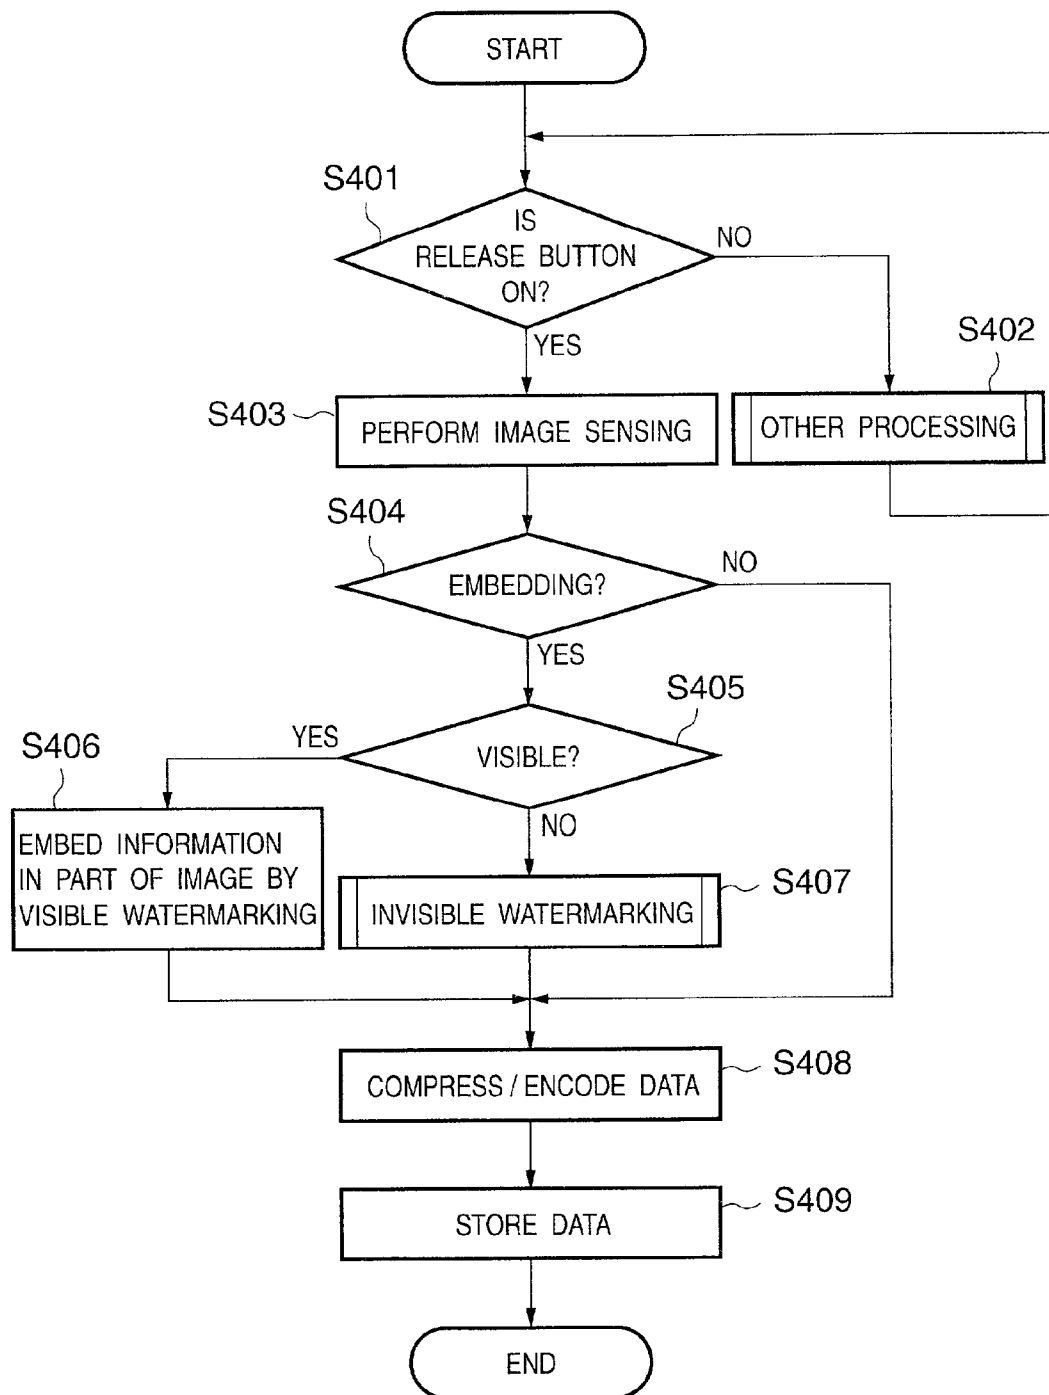 START
S401
IS
RELEASE BUTTON
ON?
NO
YES
S402
S403
PERFORM IMAGE SENSING
OTHER PROCESSING
S404
EMBEDDING?
NO
YES
S405
VISIBLE?
YES
NO
S406
EMBED INFORMATION
IN PART OF IMAGE BY
VISIBLE WATERMARKING
S407
INVISIBLE WATERMARKING
S408
COMPRESS / ENCODE DATA
S409
STORE DATA
END